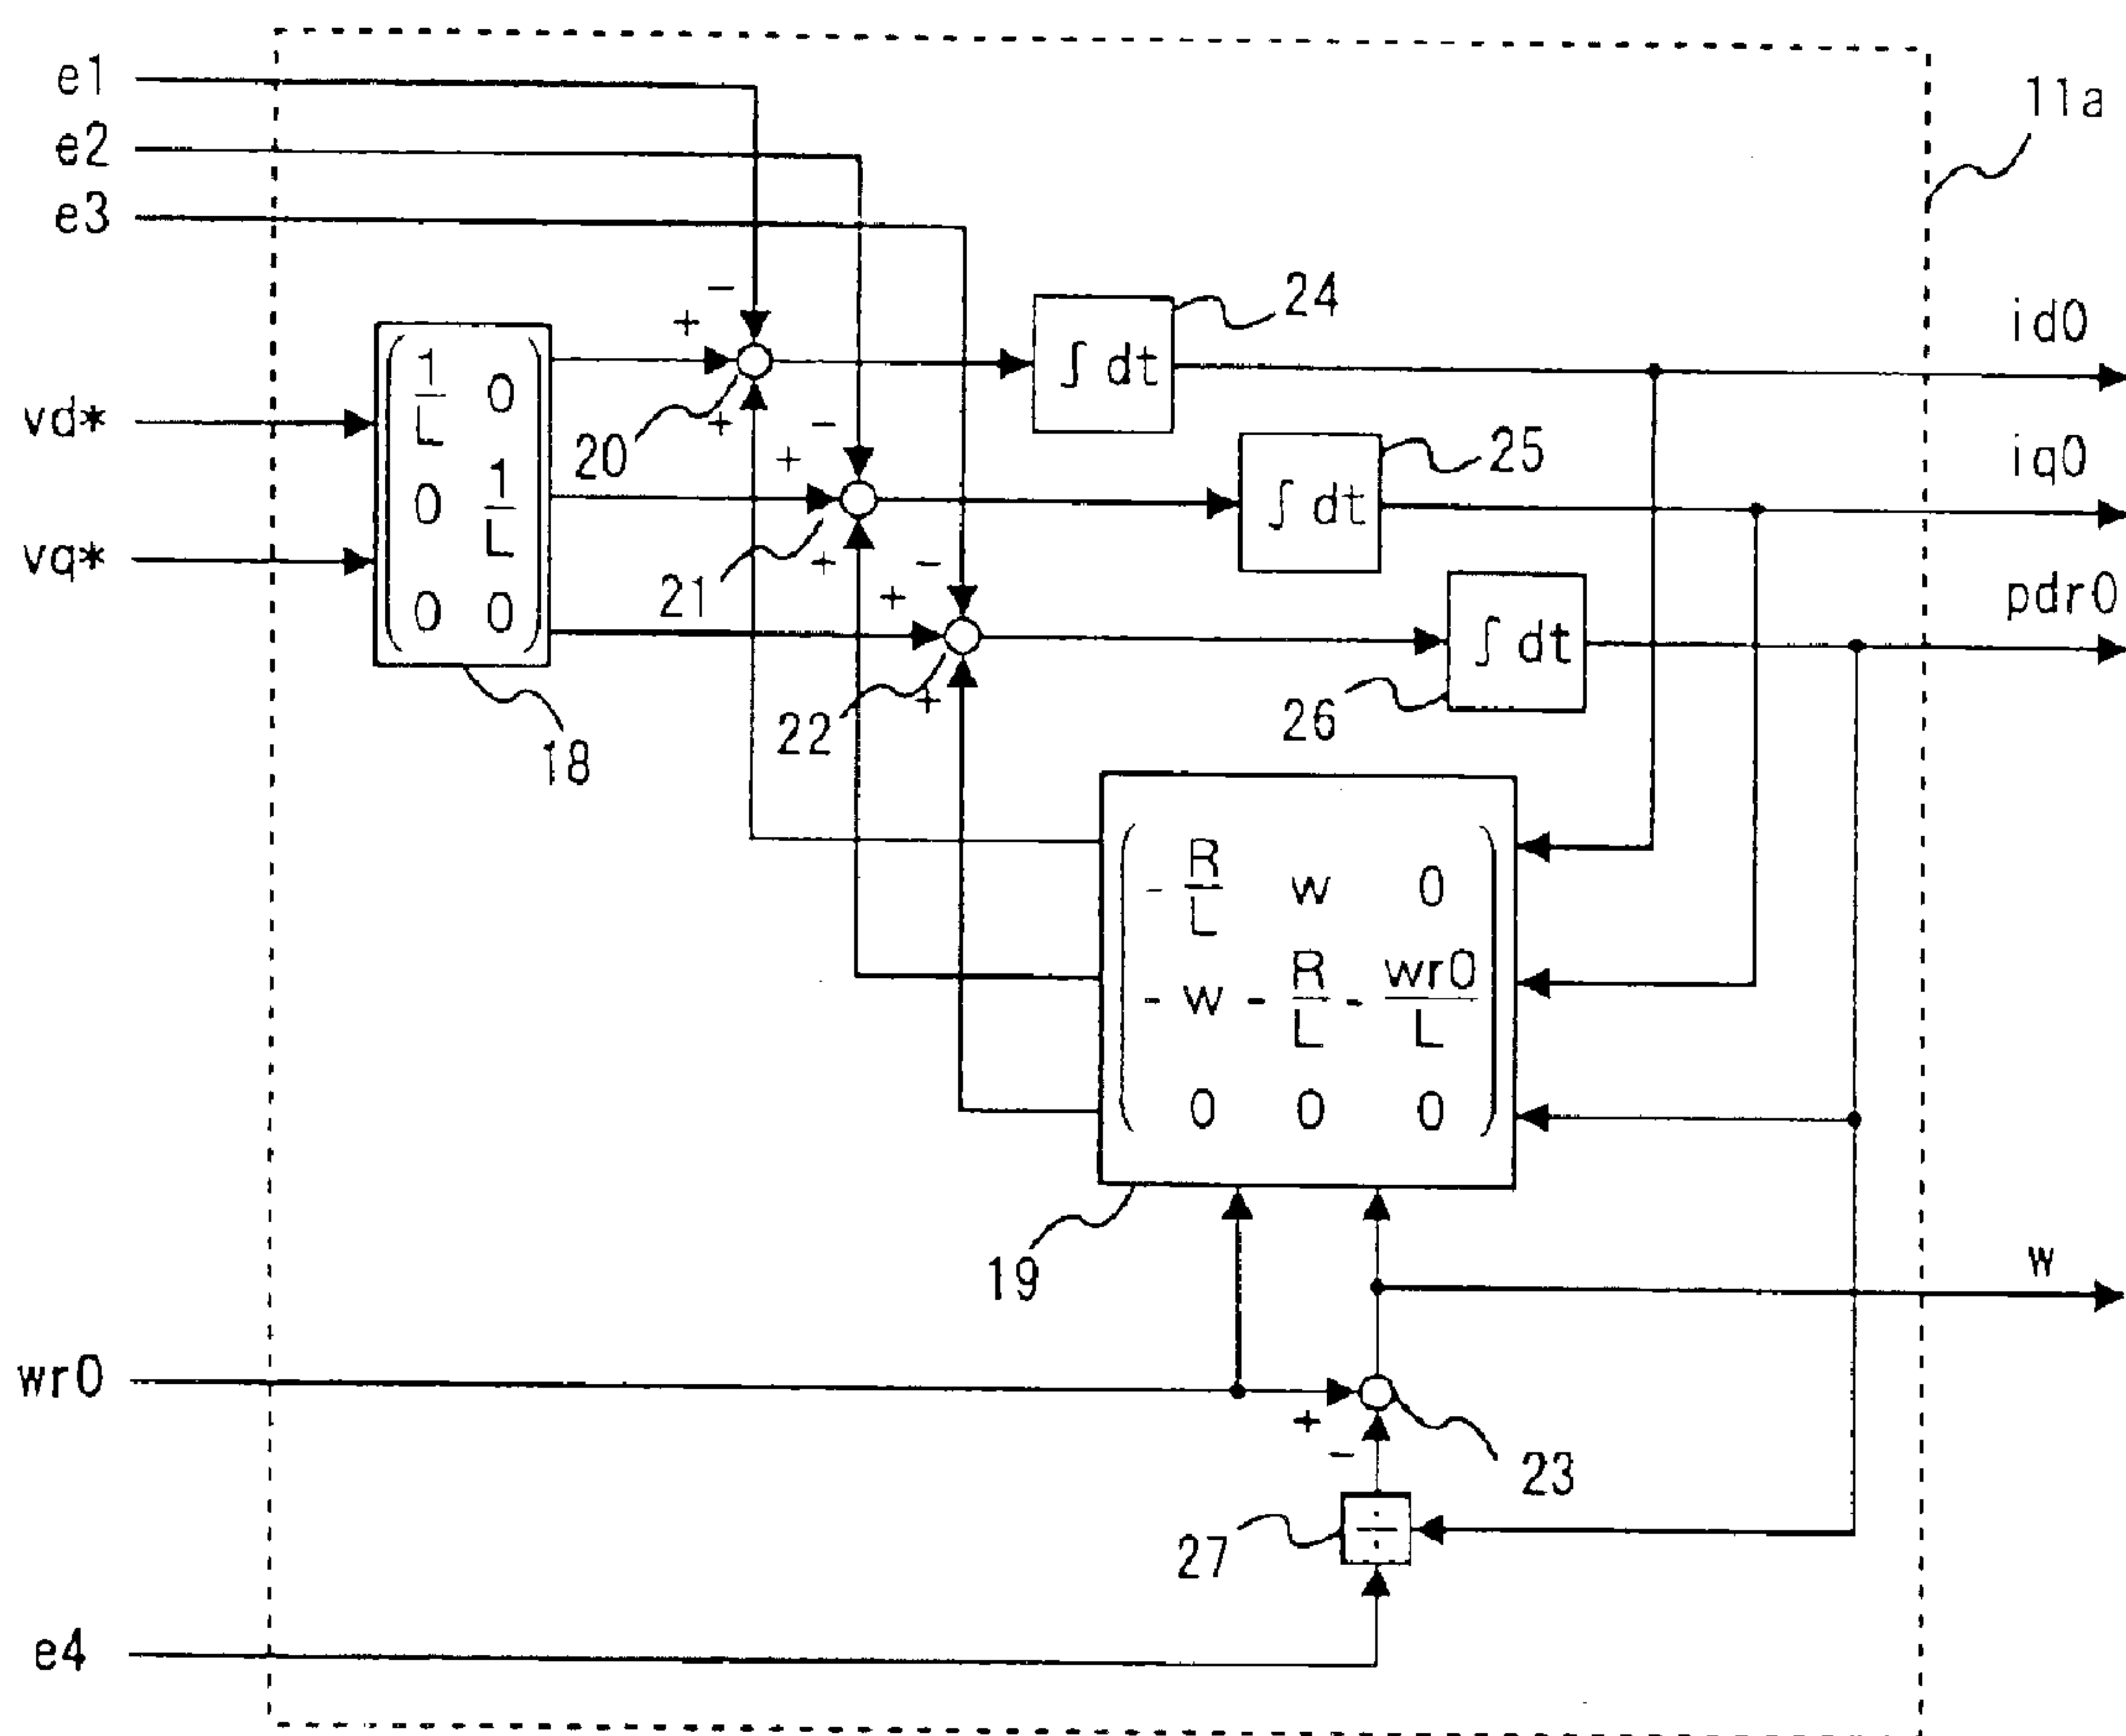 e1
11a
e2
e3
24
id0
1/L 0
0 1/L
0 0
∫ dt
vd*
20
25
iq0
∫ dt
vq*
21
pdr0
∫ dt
22
26
18
- R/L w 0
- w - R/L - wr0/L
0 0 0
19
w
wr0
23
÷
27
e4
+
-
+
+
-
+
+
-
+
+
-